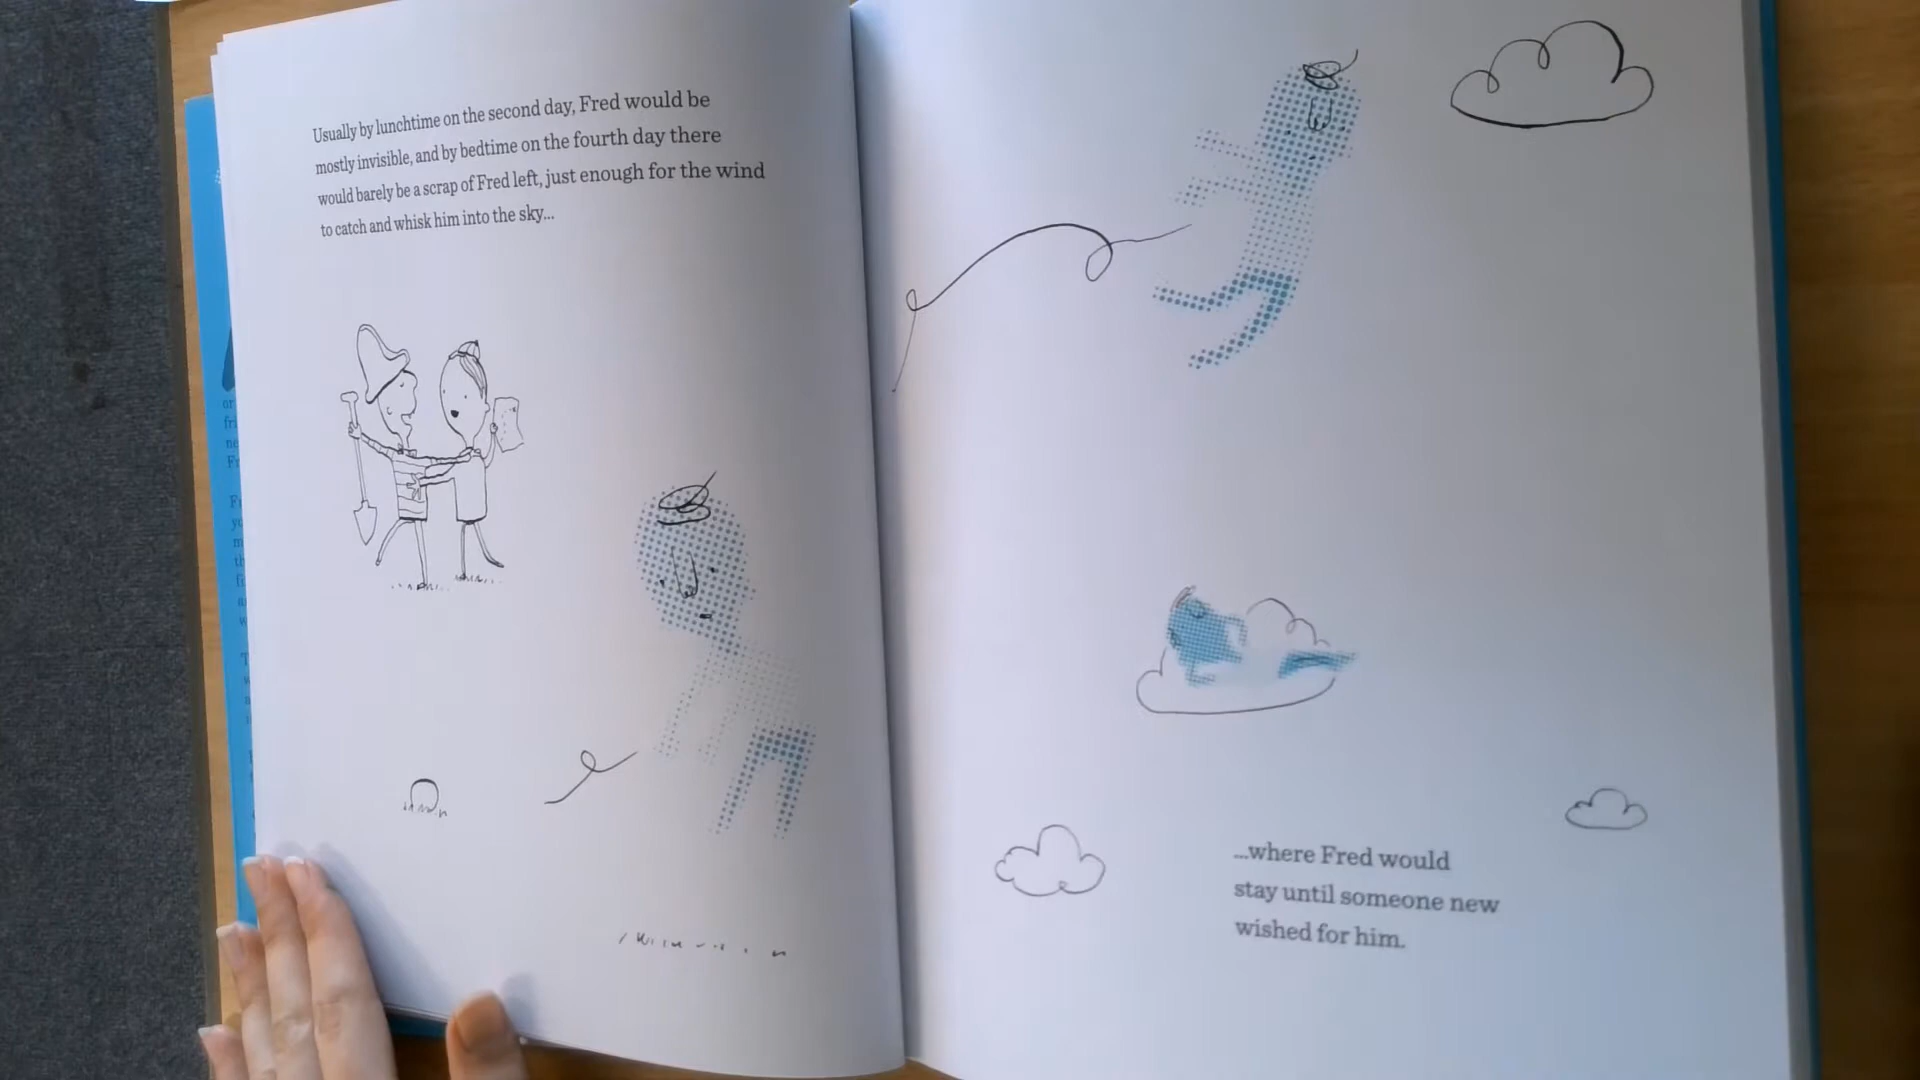 Usually by lunchtime on the second day, Fred would be
mostly invisible, and by bedtime on the fourth day there
would barely be a scrap of Fred left, just enough for the wind
to catch and whisk him into the sky...
...where Fred would
stay until someone new
wished for him.